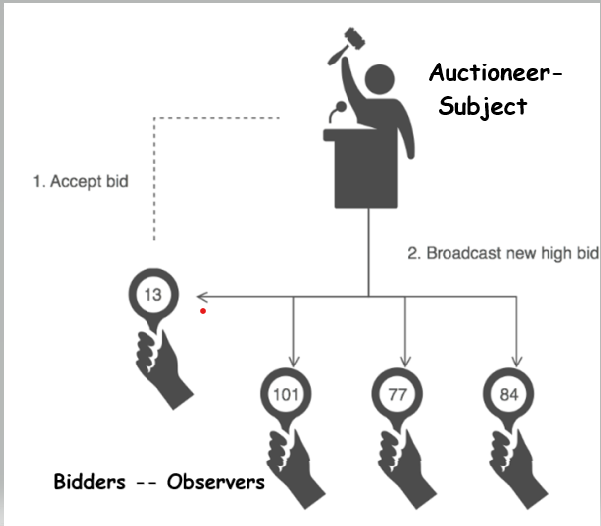 Auctioneer-
Subject
1. Accept bid
2. Broadcast new high bid
13
101
77
84
Bidders -- Observers